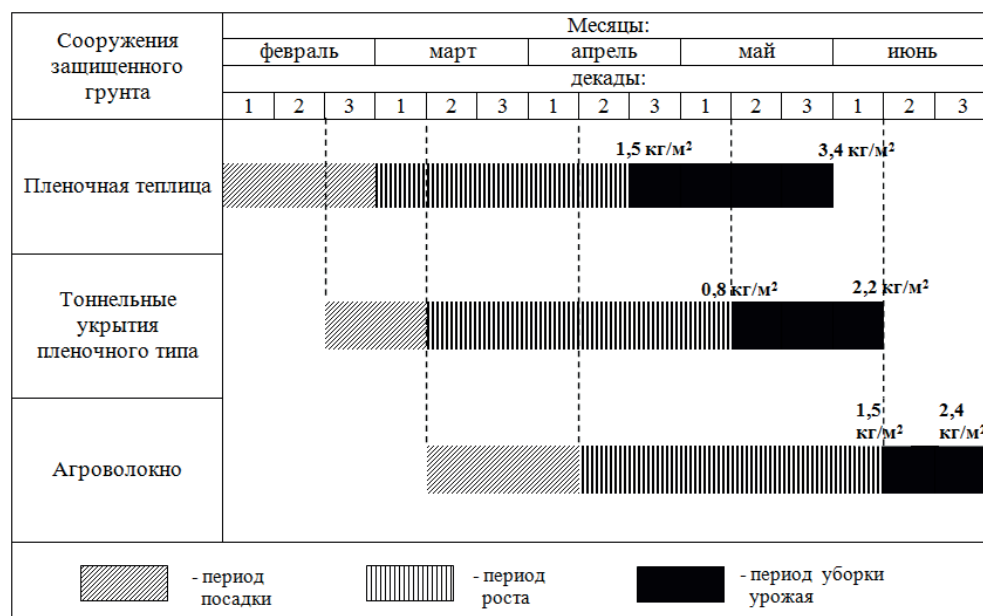 Сооружения
защищенного
грунта
Месяцы:
февраль март апрель май июнь
декады:
1 2 3 1 2 3 1 2 3 1 2 3 1 2 3
Пленочная теплица
1,5 кг/м² 3,4 кг/м²
Тоннельные
укрытия
пленочного типа
0,8 кг/м² 2,2 кг/м²
Агроволокно
1,5 2,4
кг/м² кг/м²
- период
посадки
- период
роста
- период уборки
урожая